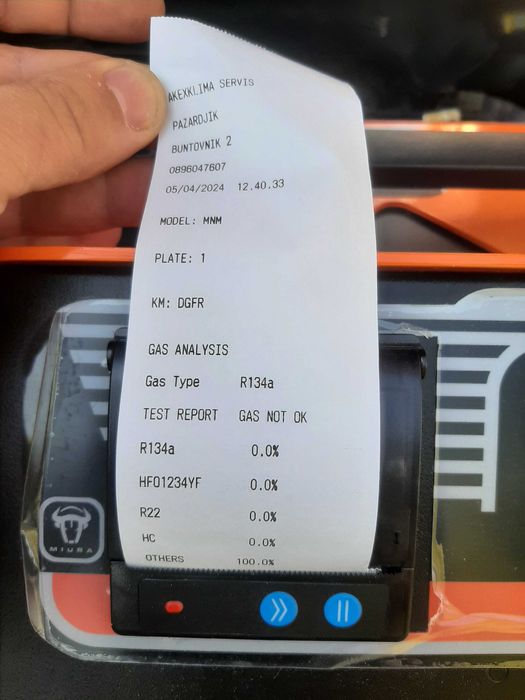 AKEXKLIMA SERVIS
PAZARDJIK
BUNTOVNIK 2
0896047607
05/04/2024 12.40.33
MODEL: MNM
PLATE: 1
KM: DGFR
GAS ANALYSIS
Gas Type R134a
TEST REPORT GAS NOT OK
R134a 0.0%
HFO1234YF 0.0%
R22 0.0%
HC 0.0%
OTHERS 100.0%
MIURA